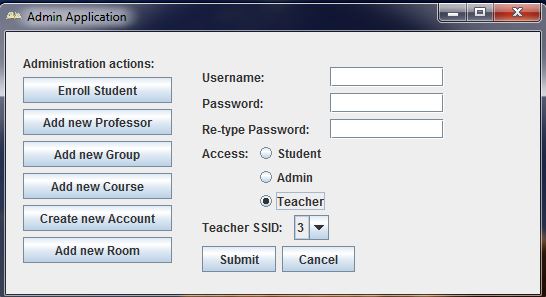 Admin Application
Administration actions:
Enroll Student
Add new Professor
Add new Group
Add new Course
Create new Account
Add new Room
Username:
Password:
Re-type Password:
Access:
Student
Admin
Teacher
Teacher SSID: 3
Submit Cancel